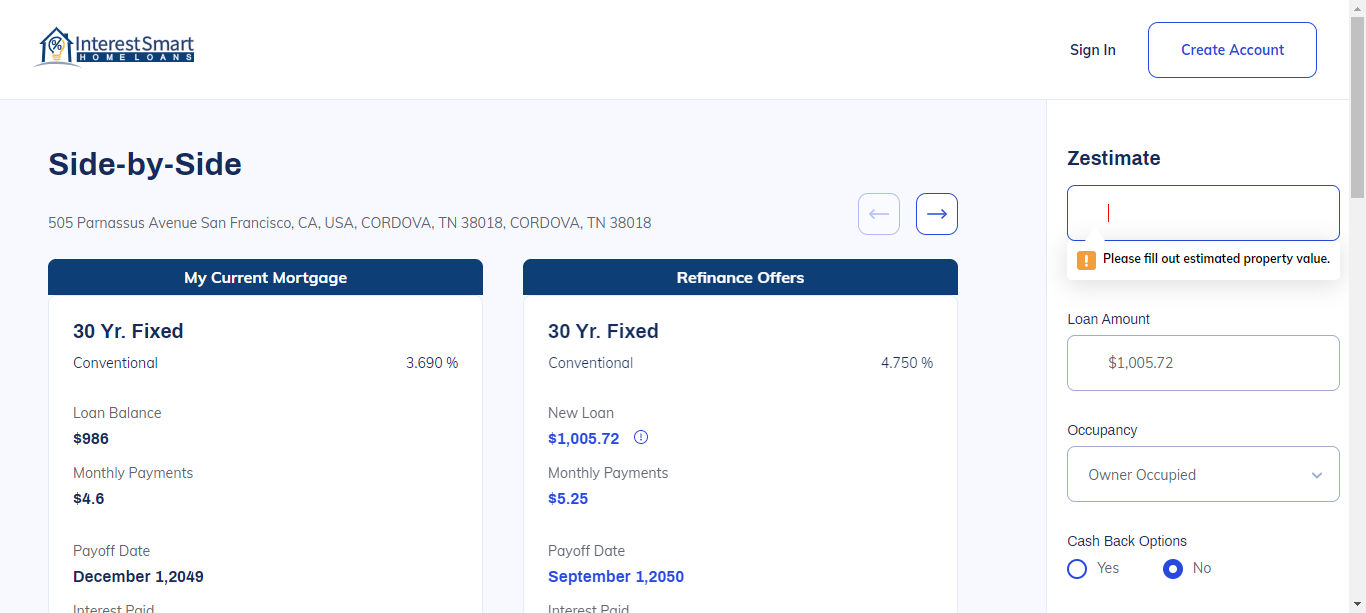 InterestSmart
HOME LOANS
Sign In
Create Account
Side-by-Side
505 Parnassus Avenue San Francisco, CA, USA, CORDOVA, TN 38018, CORDOVA, TN 38018
My Current Mortgage
30 Yr. Fixed
Conventional 3.690 %
Loan Balance
$986
Monthly Payments
$4.6
Payoff Date
December 1,2049
Interest Paid
Refinance Offers
30 Yr. Fixed
Conventional 4.750 %
New Loan
$1,005.72
Monthly Payments
$5.25
Payoff Date
September 1,2050
Interest Paid
Zestimate
Please fill out estimated property value.
Loan Amount
$1,005.72
Occupancy
Owner Occupied
Cash Back Options
Yes No